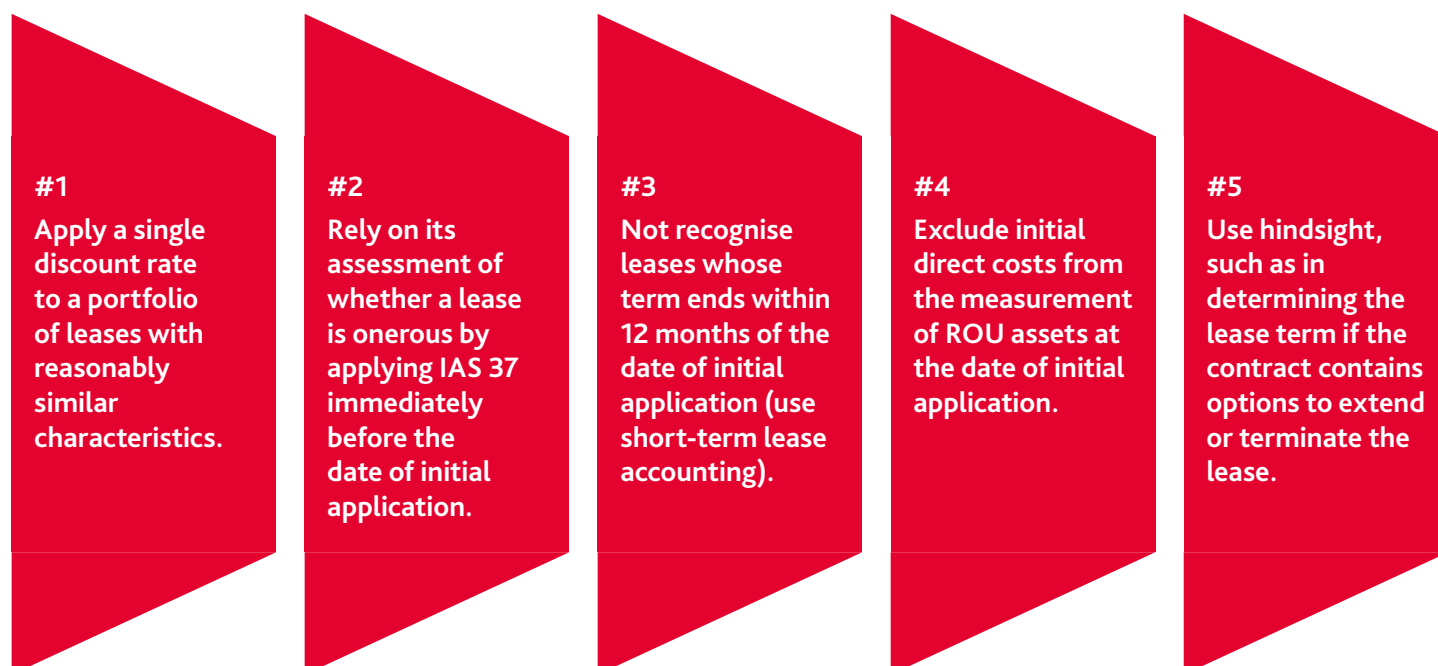 #1
Apply a single
discount rate
to a portfolio
of leases with
reasonably
similar
characteristics.
#2
Rely on its
assessment of
whether a lease
is onerous by
applying IAS 37
immediately
before the
date of initial
application.
#3
Not recognise
leases whose
term ends within
12 months of the
date of initial
application (use
short-term lease
accounting).
#4
Exclude initial
direct costs from
the measurement
of ROU assets at
the date of initial
application.
#5
Use hindsight,
such as in
determining the
lease term if the
contract contains
options to extend
or terminate the
lease.